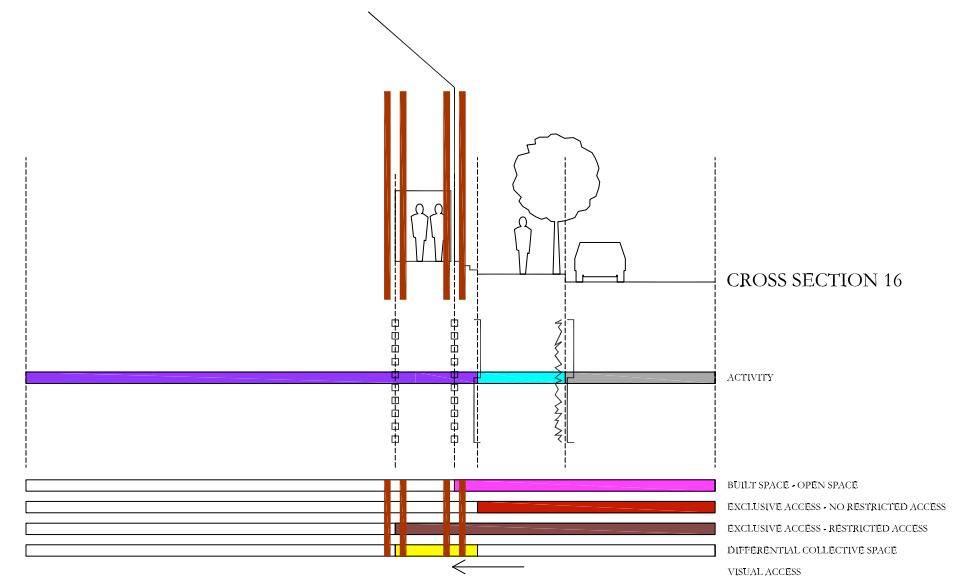 CROSS SECTION 16
ACTIVITY
BUILT SPACE - OPEN SPACE
EXCLUSIVE ACCESS - NO RESTRICTED ACCESS
EXCLUSIVE ACCESS - RESTRICTED ACCESS
DIFFERENTIAL COLLECTIVE SPACE
VISUAL ACCESS